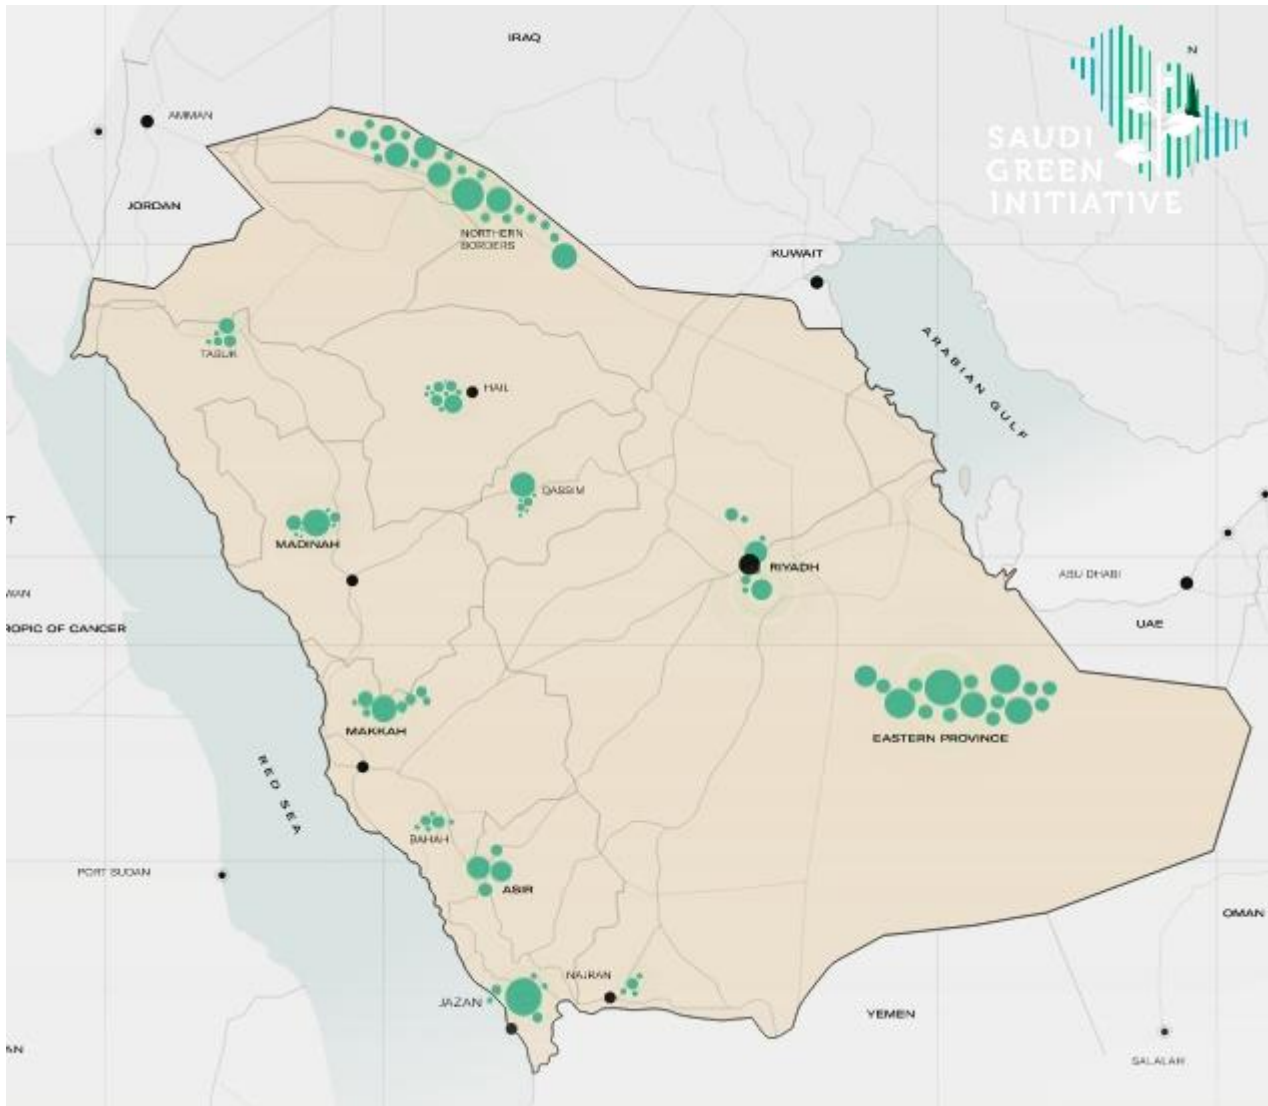 IRAQ
N
SAUDI
GREEN
INITIATIVE
AMMAN
JORDAN
NORTHERN
BORDERS
KUWAIT
ARABIAN GULF
TABUK
HAIL
QASSIM
MADINAH
RIYADH
ABU DHABI
UAE
TROPIC OF CANCER
MAKKAH
EASTERN PROVINCE
RED SEA
BAHAH
PORT SUDAN
ASIR
OMAN
NAJRAN
JAZAN
YEMEN
SALALAH